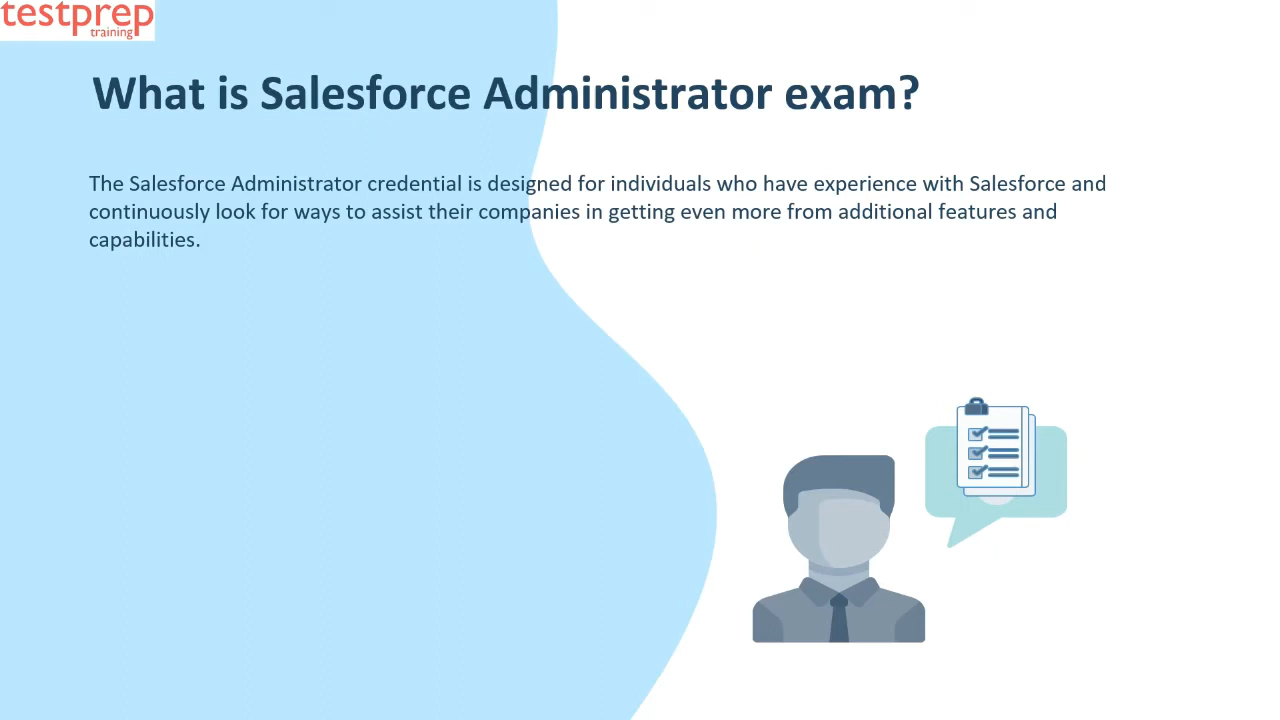 testprep
training
What is Salesforce Administrator exam?
The Salesforce Administrator credential is designed for individuals who have experience with Salesforce and
continuously look for ways to assist their companies in getting even more from additional features and
capabilities.